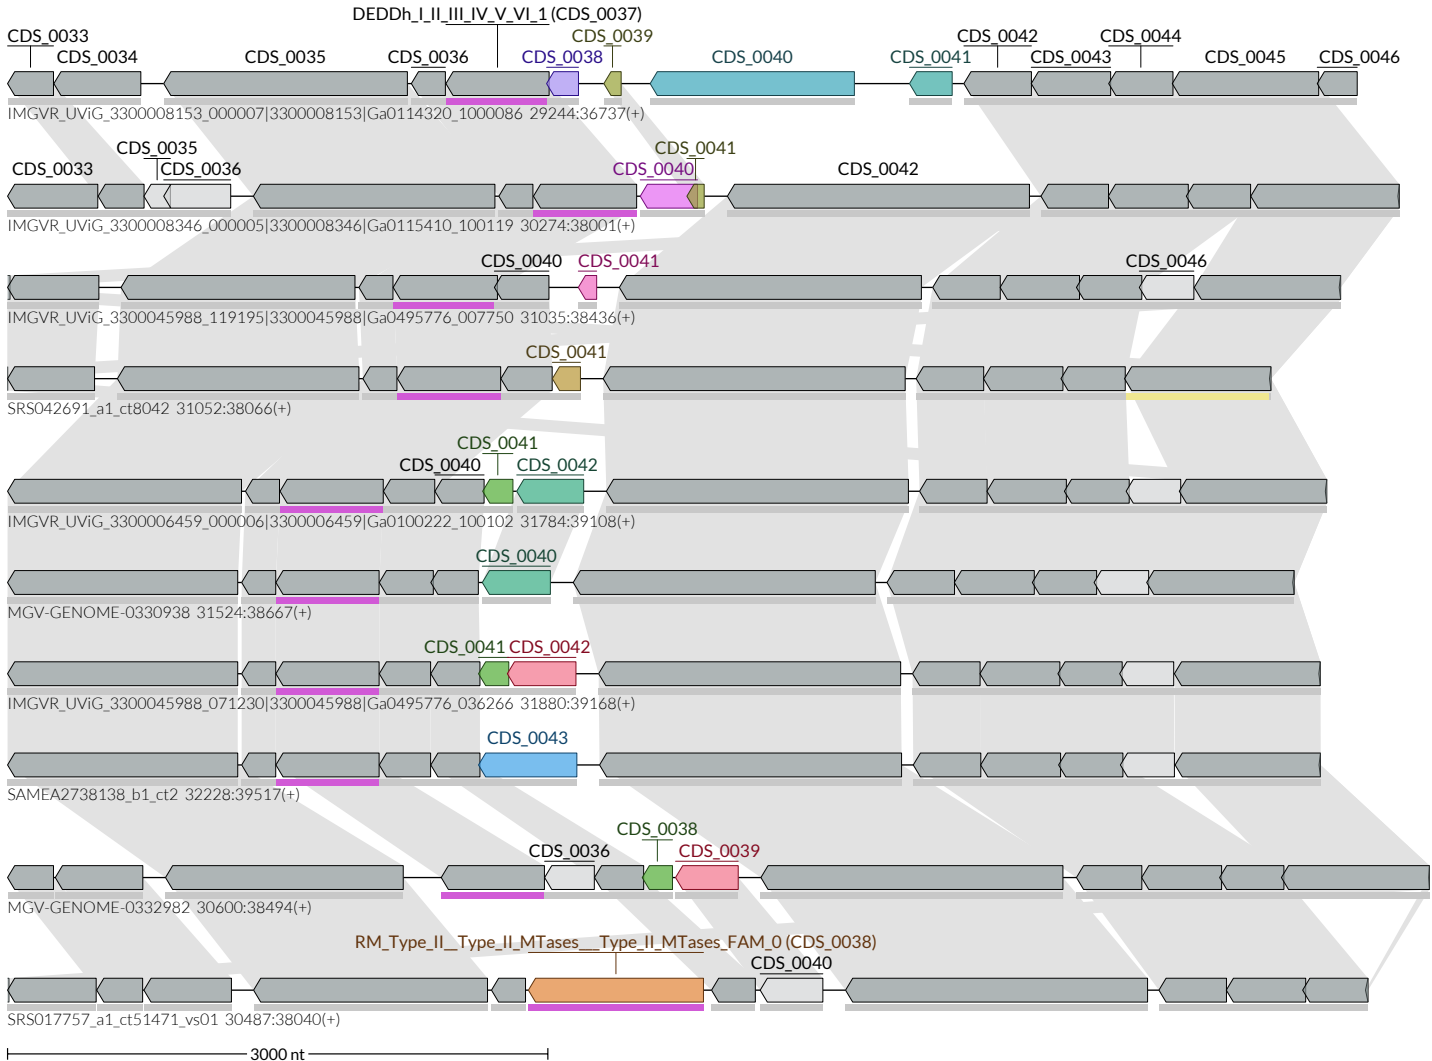 DEDDh_I_II_III_IV_V_VI_1 (CDS_0037)
CDS_0033 CDS_0039 CDS_0042 CDS_0044
CDS_0034 CDS_0035 CDS_0036 CDS_0038 CDS_0040 CDS_0041 CDS_0043 CDS_0045 CDS_0046
IMGVR_UViG_3300008153_000007|3300008153|Ga0114320_1000086 29244:36737(+)
CDS_0035 CDS_0041
CDS_0033 CDS_0036 CDS_0040 CDS_0042
IMGVR_UViG_3300008346_000005|3300008346|Ga0115410_100119 30274:38001(+)
CDS_0040 CDS_0041 CDS_0046
IMGVR_UViG_3300045988_119195|3300045988|Ga0495776_007750 31035:38436(+)
CDS_0041
SRS042691_a1_ct8042 31052:38066(+)
CDS_0041
CDS_0040 CDS_0042
IMGVR_UViG_3300006459_000006|3300006459|Ga0100222_100102 31784:39108(+)
CDS_0040
MGV-GENOME-0330938 31524:38667(+)
CDS_0041 CDS_0042
IMGVR_UViG_3300045988_071230|3300045988|Ga0495776_036266 31880:39168(+)
CDS_0043
SAMEA2738138_b1_ct2 32228:39517(+)
CDS_0038
CDS_0036 CDS_0039
MGV-GENOME-0332982 30600:38494(+)
RM_Type_II__Type_II_MTases__Type_II_MTases_FAM_0 (CDS_0038)
CDS_0040
SRS017757_a1_ct51471_vs01 30487:38040(+)
3000 nt